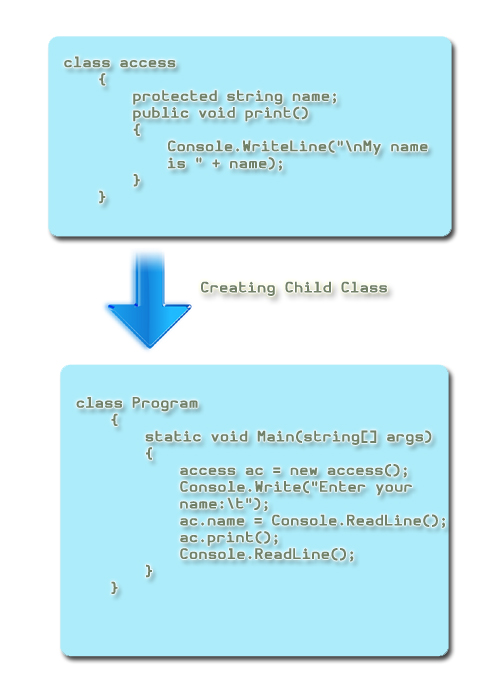 class access
{
protected string name;
public void print()
{
Console.WriteLine("\nMy name
is " + name);
}
}
Creating Child Class
class Program
{
static void Main(string[] args)
{
access ac = new access();
Console.Write("Enter your
name:\t");
ac.name = Console.ReadLine();
ac.print();
Console.ReadLine();
}
}